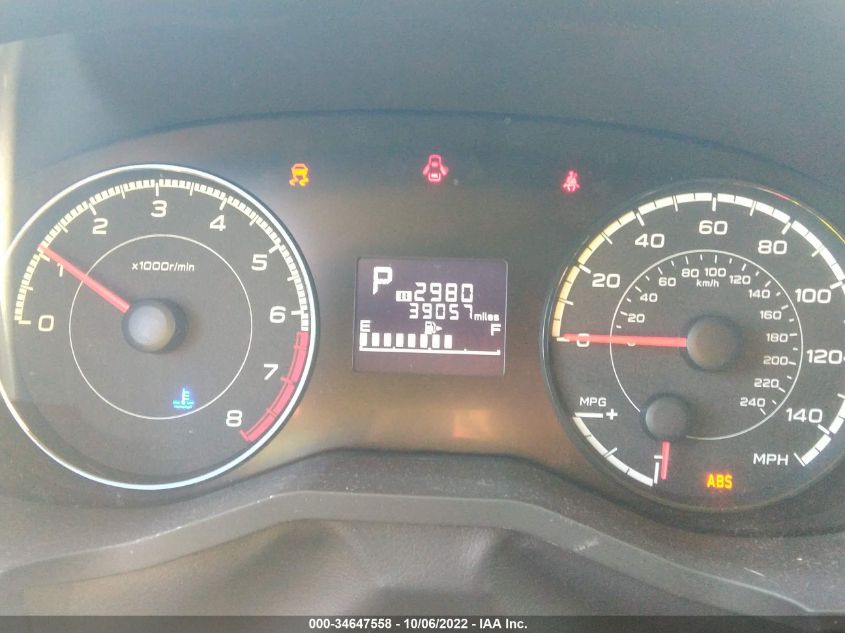 0 1 2 3 4 5 6 7 8
x1000r/min
P
2980
39057 miles
E F
0 20 40 60 80 100 120 140
20 40 60 80 100 120 140 160 180 200 220 240
km/h
MPG
+
-
MPH
ABS
000-34647558 - 10/06/2022 - IAA Inc.